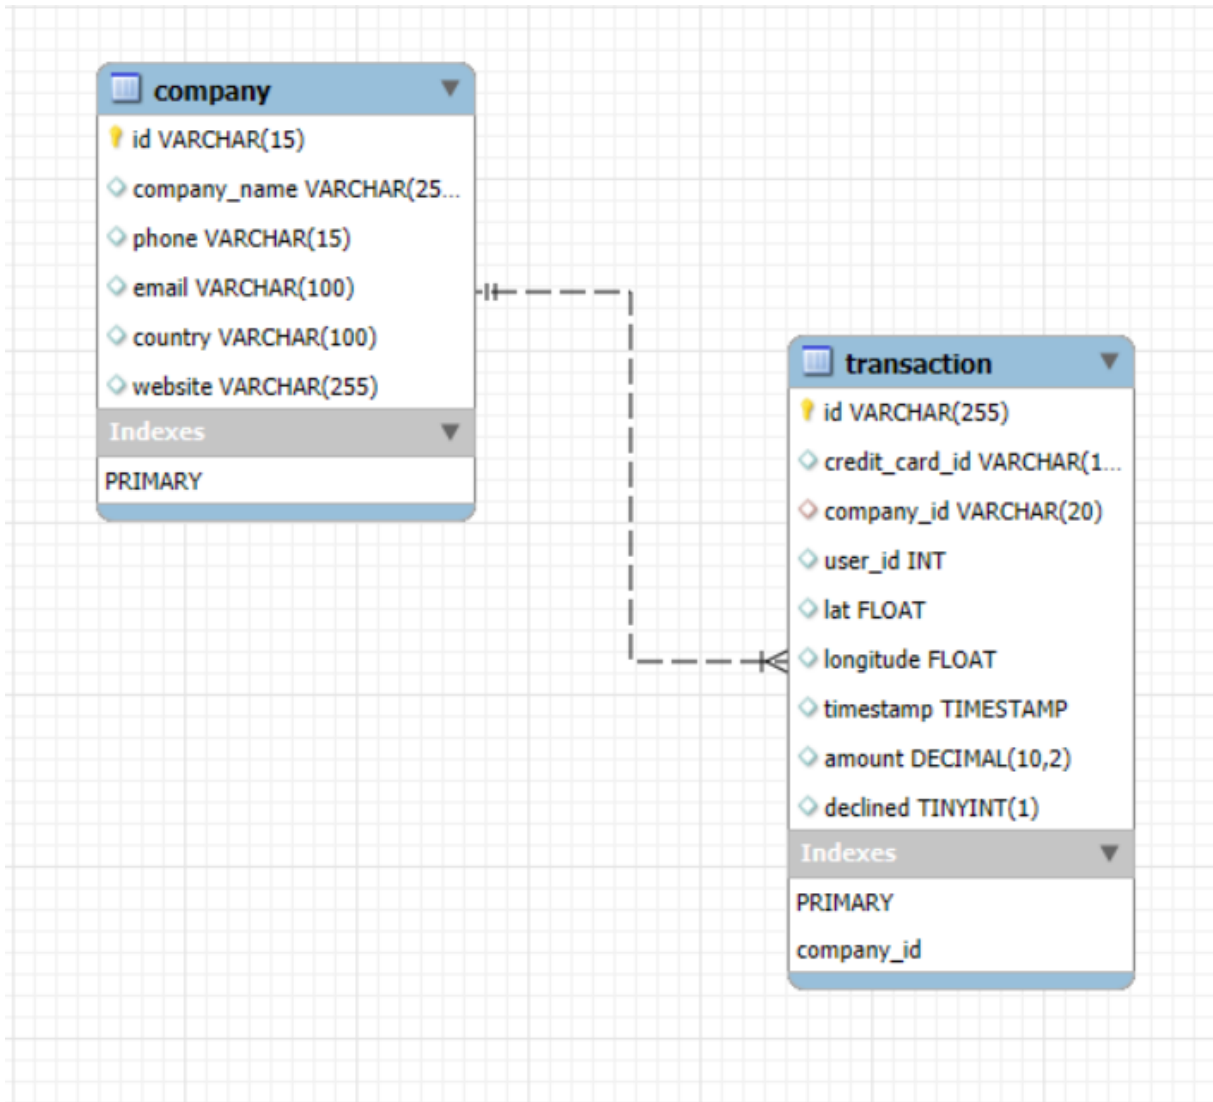 company
id VARCHAR(15)
company_name VARCHAR(25...
phone VARCHAR(15)
email VARCHAR(100)
country VARCHAR(100)
website VARCHAR(255)
Indexes
PRIMARY
transaction
id VARCHAR(255)
credit_card_id VARCHAR(1...
company_id VARCHAR(20)
user_id INT
lat FLOAT
longitude FLOAT
timestamp TIMESTAMP
amount DECIMAL(10,2)
declined TINYINT(1)
Indexes
PRIMARY
company_id